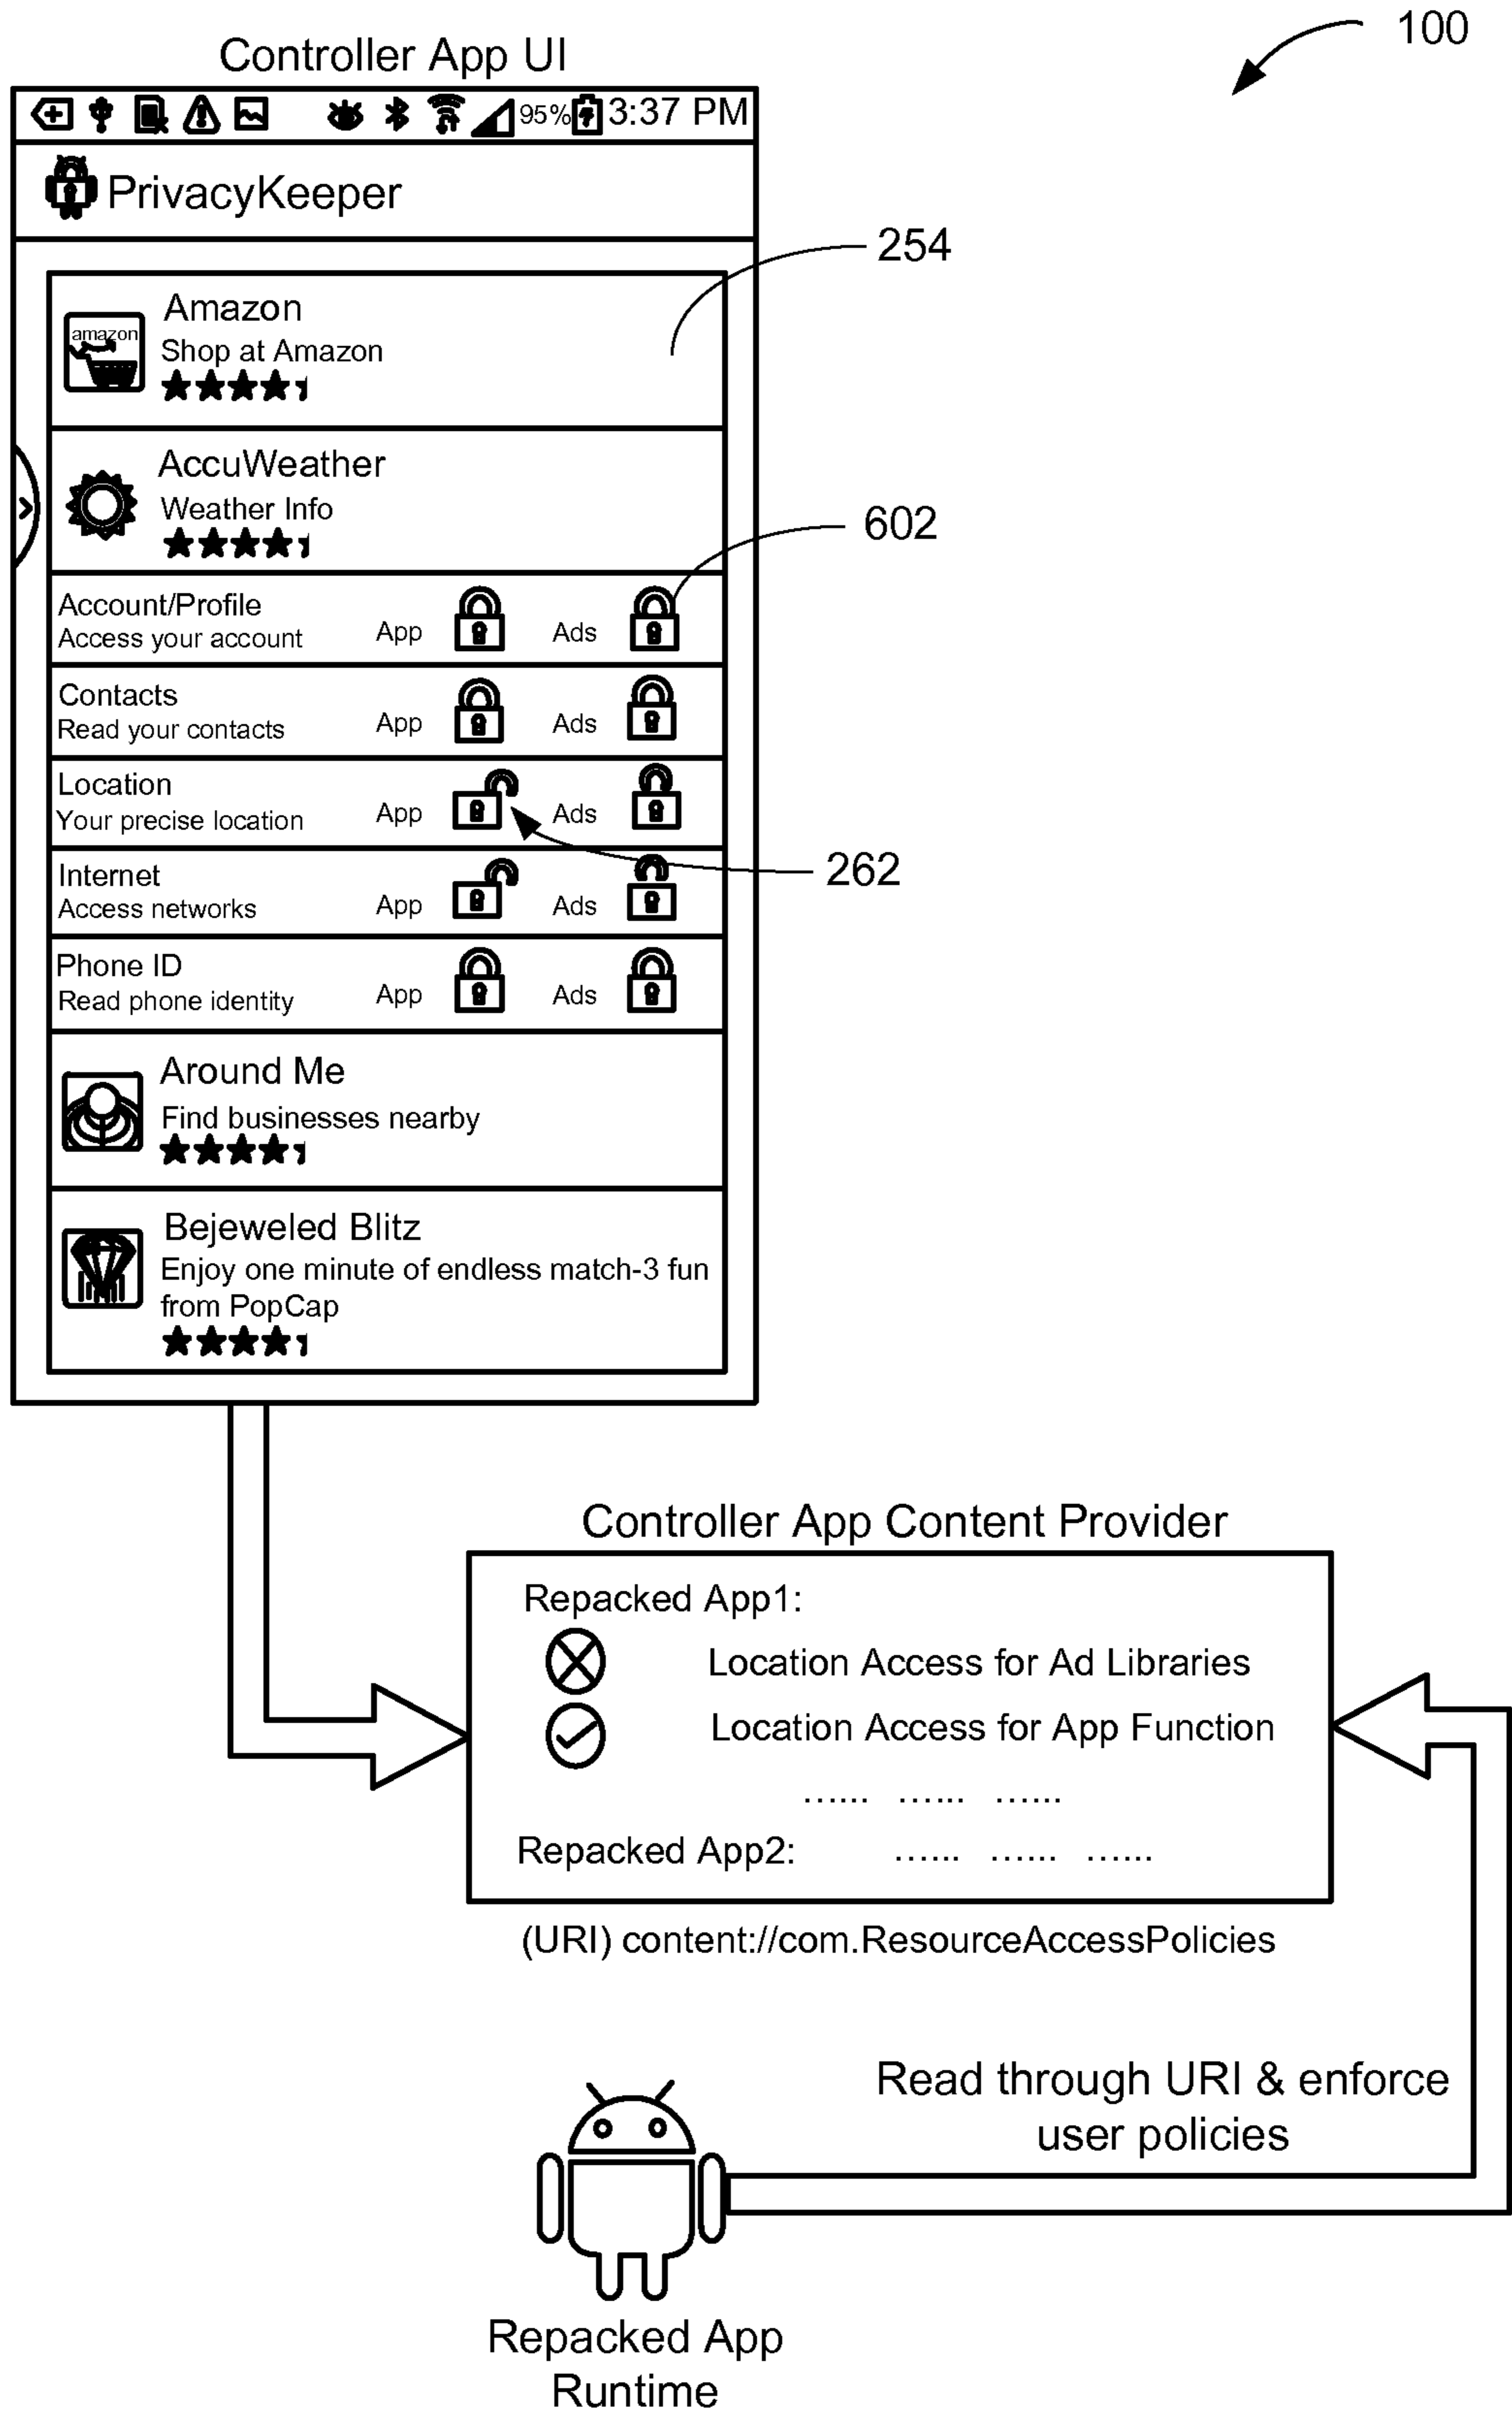 100
Controller App UI
95% 3:37 PM
PrivacyKeeper
254
Amazon
amazon
Shop at Amazon
AccuWeather
Weather Info
602
Account/Profile
Access your account App Ads
Contacts
Read your contacts App Ads
Location
Your precise location App Ads
262
Internet
Access networks App Ads
Phone ID
Read phone identity App Ads
Around Me
Find businesses nearby
Bejeweled Blitz
Enjoy one minute of endless match-3 fun
from PopCap
Controller App Content Provider
Repacked App1:
Location Access for Ad Libraries
Location Access for App Function
...... ...... ......
Repacked App2: ...... ...... ......
(URI) content://com.ResourceAccessPolicies
Read through URI & enforce
user policies
Repacked App
Runtime